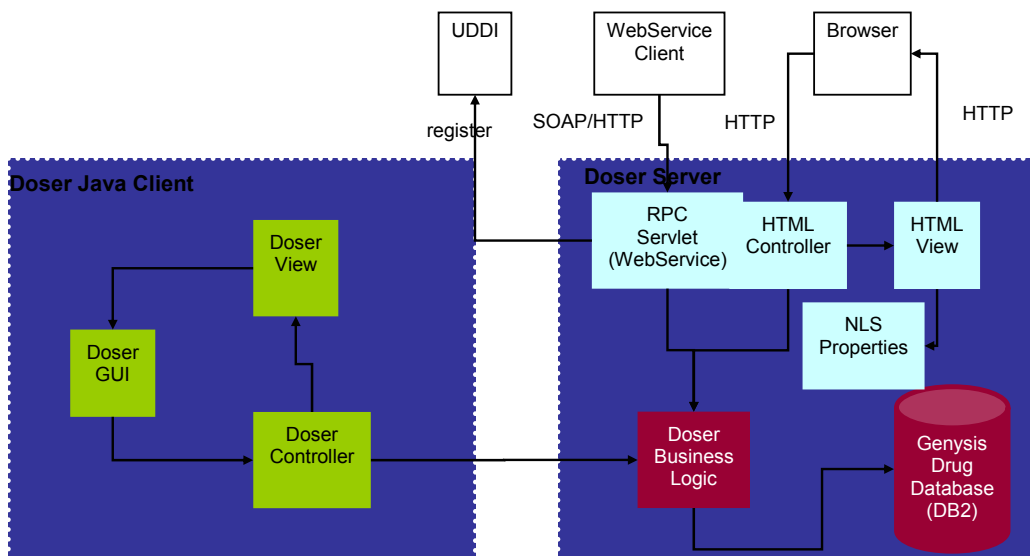 UDDI
WebService
Client
Browser
register
SOAP/HTTP
HTTP
HTTP
Doser Java Client
Doser Server
Doser
View
Doser
GUI
Doser
Controller
RPC
Servlet
(WebService)
HTML
Controller
HTML
View
NLS
Properties
Doser
Business
Logic
Genysis
Drug
Database
(DB2)